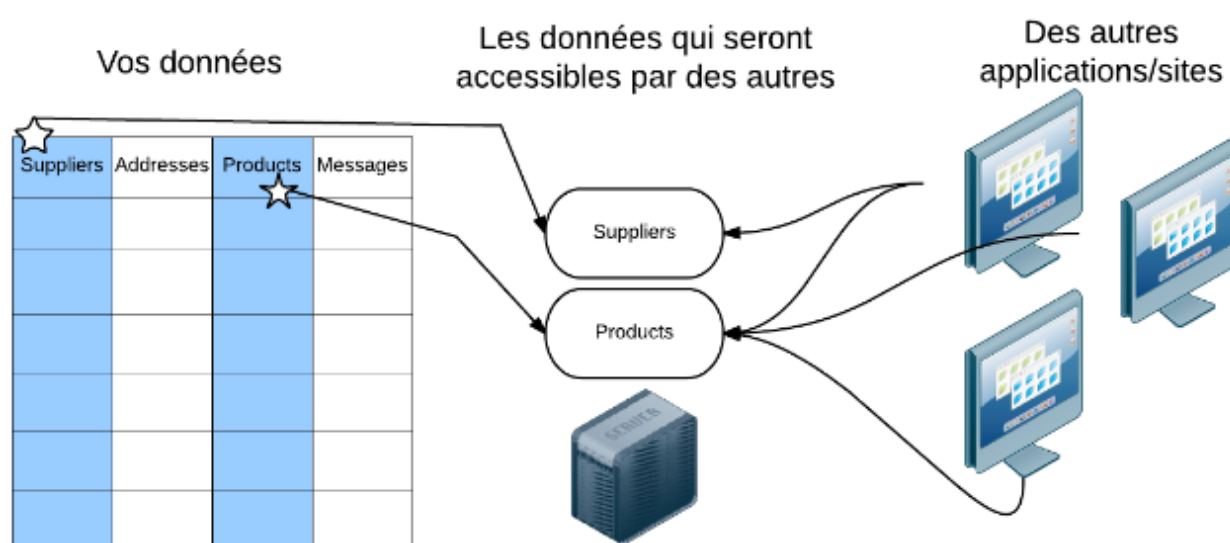 Vos données
Les données qui seront
accessibles par des autres
Des autres
applications/sites
Suppliers Addresses Products Messages
Suppliers
Products
SERVER